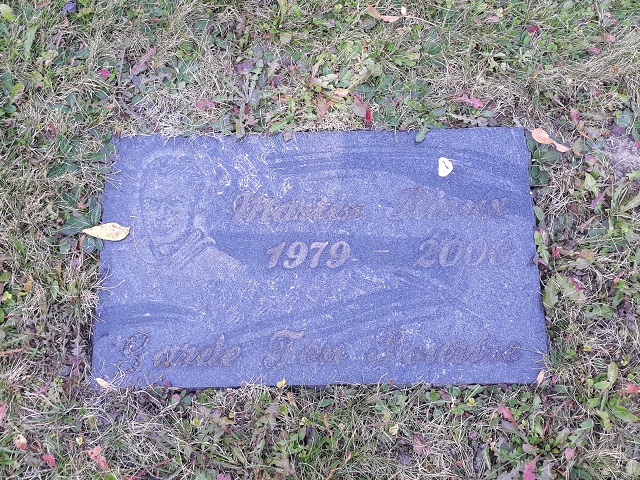 Martin Rioux
1979 – 2000
Garde Ton Sourire